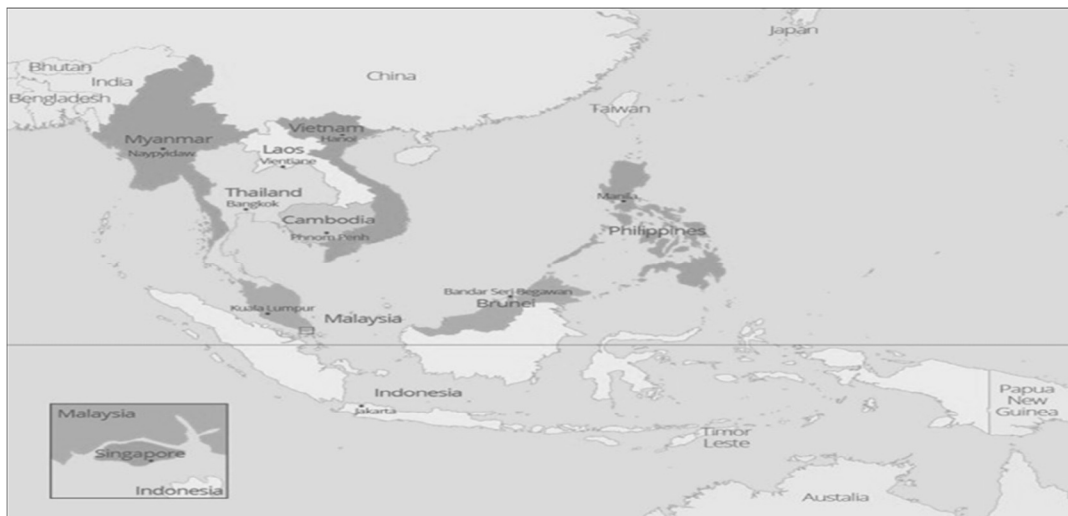 Japan
Bhutan
India
China
Bengladesh
Taiwan
Vietnam
Hanoi
Myanmar
Naypyidaw
Laos
Vientiane
Thailand
Bangkok
Manila
Cambodia
Phnom Penh
Philippines
Bandar Seri Begawan
Brunei
Kuala Lumpur
Malaysia
Indonesia
Papua
New
Guinea
Jakarta
Malaysia
Timor
Leste
Singapore
Indonesia
Austalia